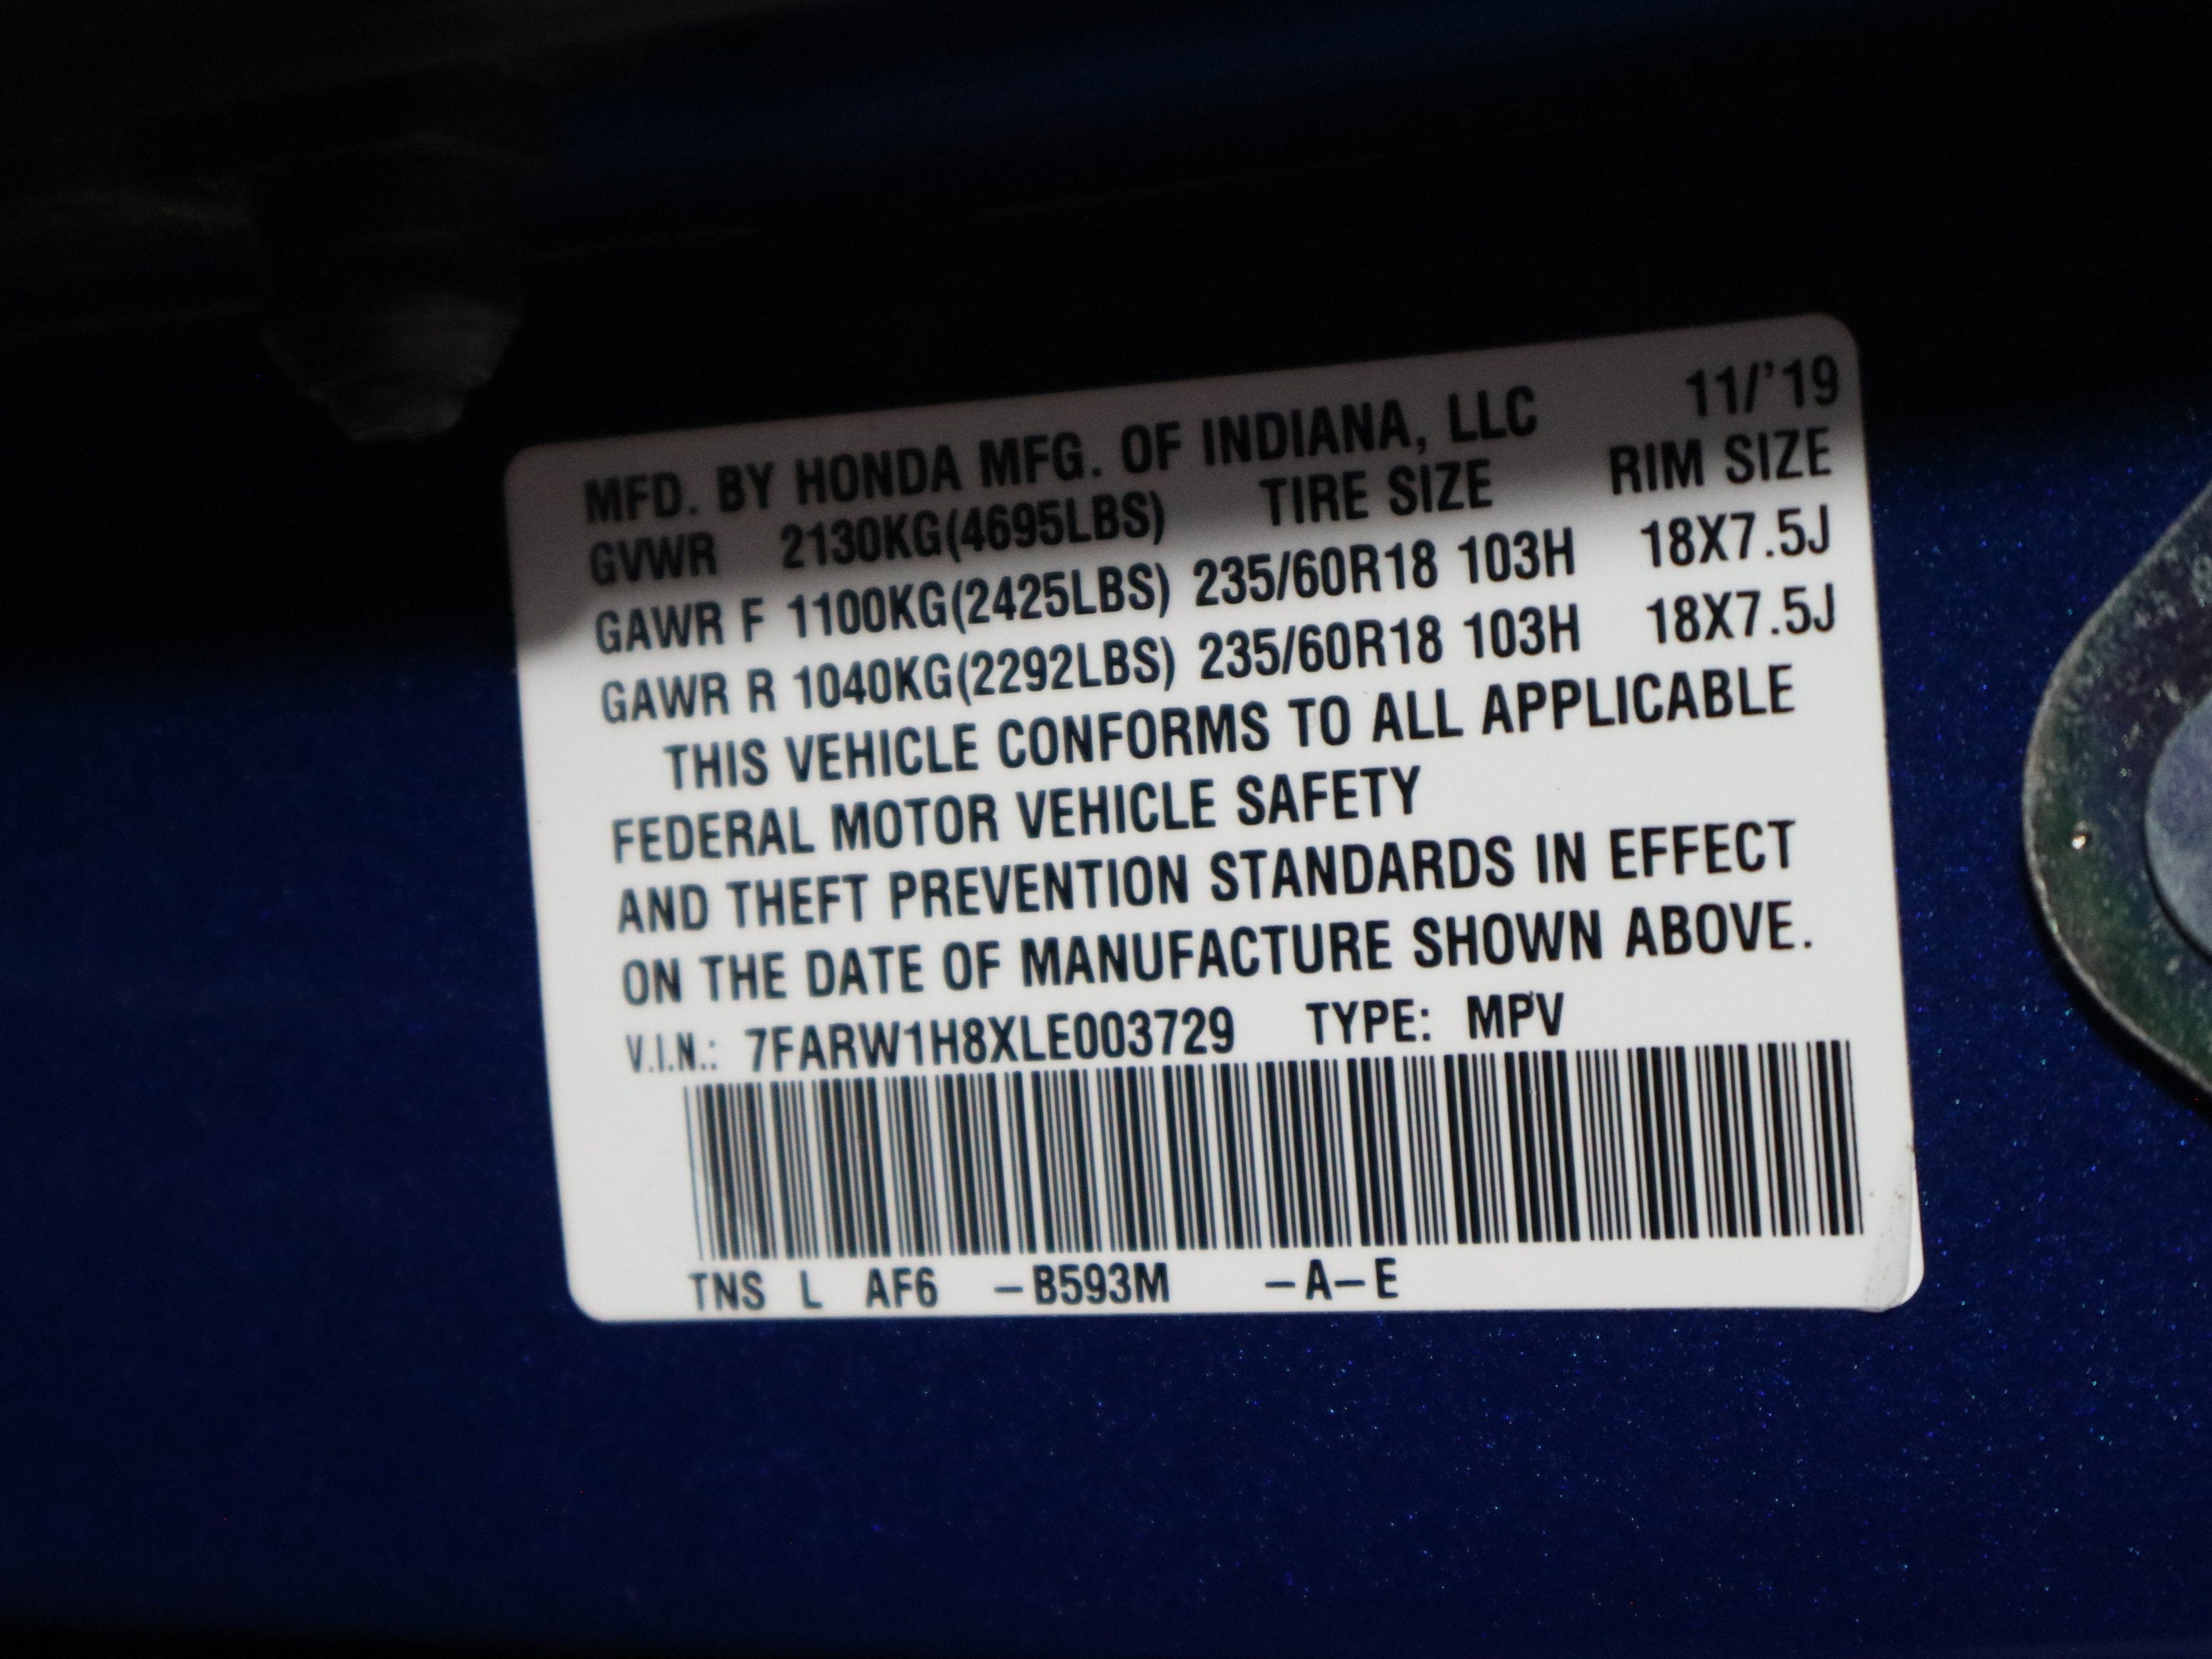 MFD. BY HONDA MFG. OF INDIANA, LLC 11/'19
GVWR 2130KG(4695LBS) TIRE SIZE RIM SIZE
GAWR F 1100KG(2425LBS) 235/60R18 103H 18X7.5J
GAWR R 1040KG(2292LBS) 235/60R18 103H 18X7.5J
THIS VEHICLE CONFORMS TO ALL APPLICABLE
FEDERAL MOTOR VEHICLE SAFETY
AND THEFT PREVENTION STANDARDS IN EFFECT
ON THE DATE OF MANUFACTURE SHOWN ABOVE.
V.I.N.: 7FARW1H8XLE003729 TYPE: MPV
TNS L AF6 –B593M –A–E